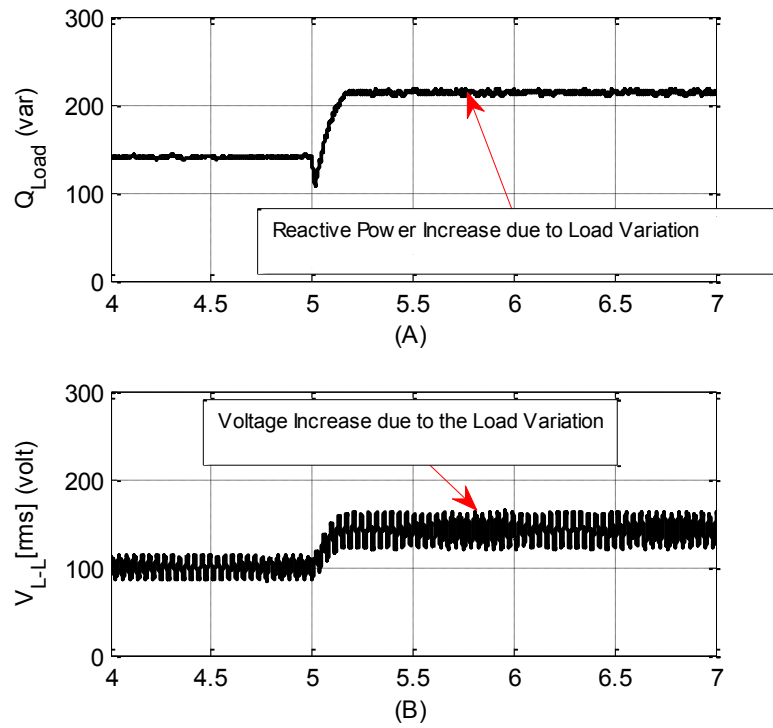 300
200
100
0
Q_Load (var)
Reactive Power Increase due to Load Variation
4 4.5 5 5.5 6 6.5 7
(A)
300
200
100
0
V_L-L[rms] (volt)
Voltage Increase due to the Load Variation
4 4.5 5 5.5 6 6.5 7
(B)